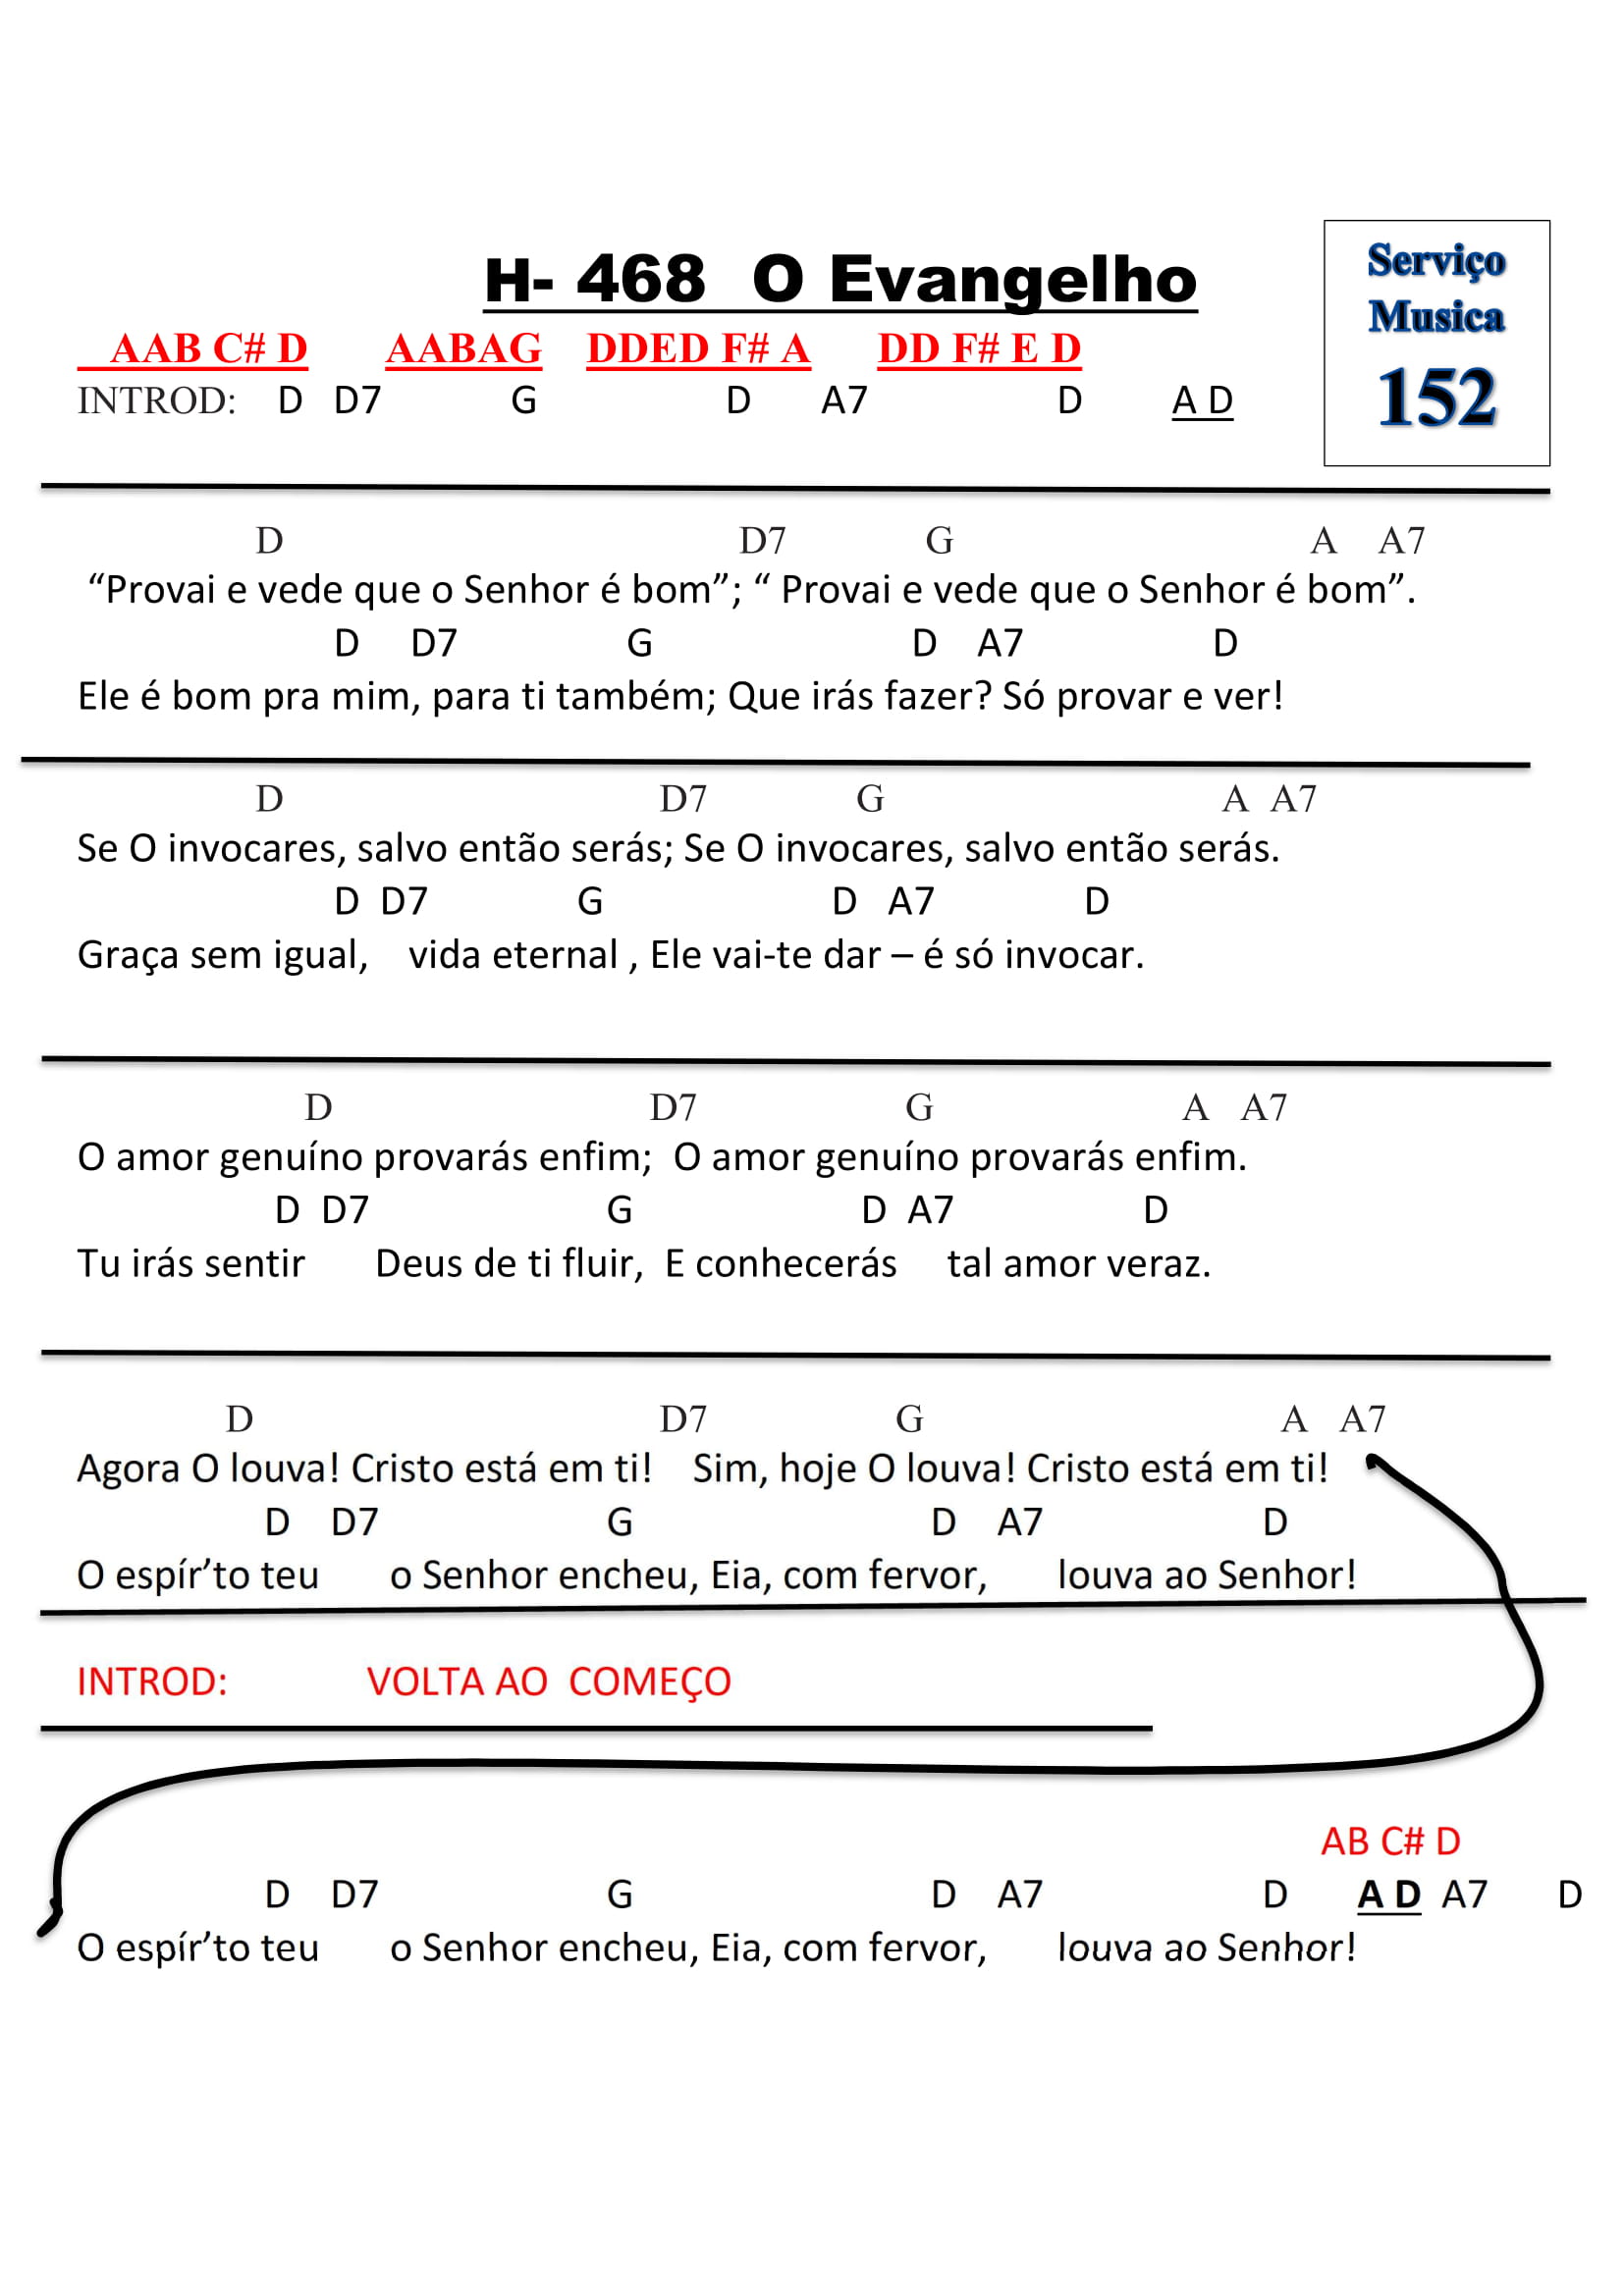 H- 468 O Evangelho
Serviço
Musica
152
AAB C# D AABAG DDED F# A DD F# E D
INTROD: D D7 G D A7 D A D
D D7 G A A7
“Provai e vede que o Senhor é bom”; “ Provai e vede que o Senhor é bom”.
D D7 G D A7 D
Ele é bom pra mim, para ti também; Que irás fazer? Só provar e ver!
D D7 G A A7
Se O invocares, salvo então serás; Se O invocares, salvo então serás.
D D7 G D A7 D
Graça sem igual, vida eternal , Ele vai-te dar – é só invocar.
D D7 G A A7
O amor genuíno provarás enfim; O amor genuíno provarás enfim.
D D7 G D A7 D
Tu irás sentir Deus de ti fluir, E conhecerás tal amor veraz.
D D7 G A A7
Agora O louva! Cristo está em ti! Sim, hoje O louva! Cristo está em ti!
D D7 G D A7 D
O espír’to teu o Senhor encheu, Eia, com fervor, louva ao Senhor!
INTROD: VOLTA AO COMEÇO
AB C# D
D D7 G D A7 D A D A7 D
O espír’to teu o Senhor encheu, Eia, com fervor, louva ao Senhor!